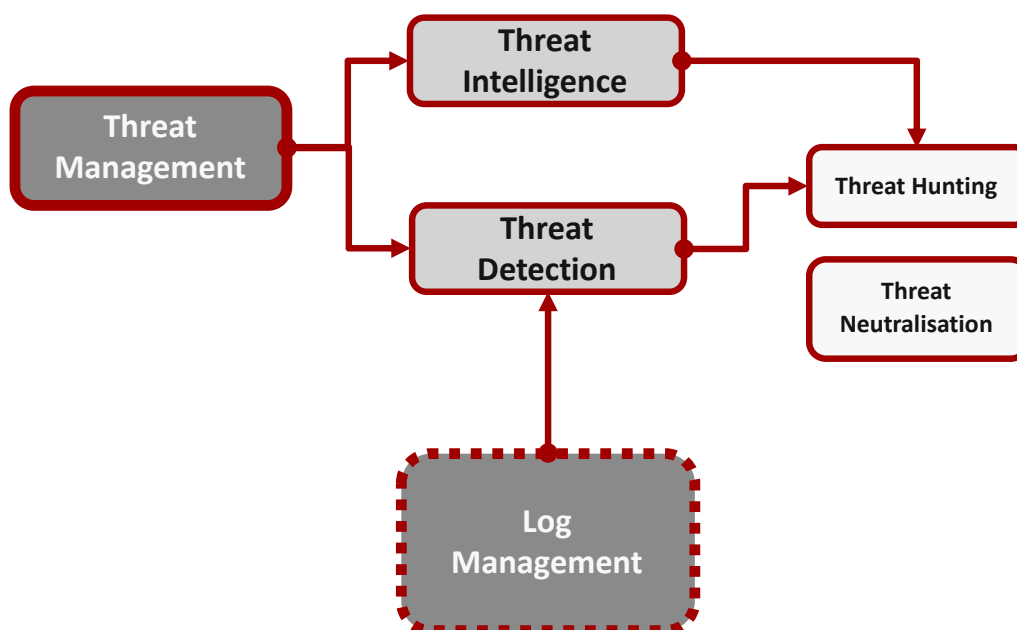 Threat
Intelligence
Threat
Management
Threat Hunting
Threat
Detection
Threat
Neutralisation
Log
Management